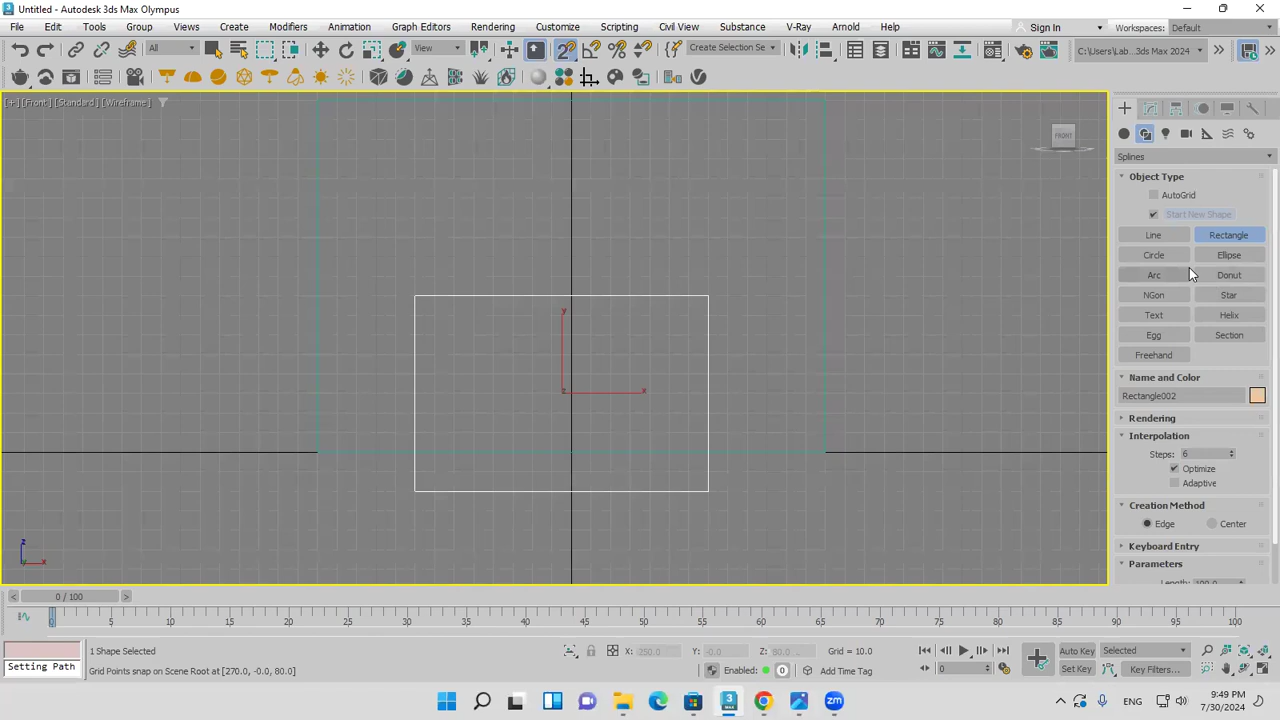 Untitled - Autodesk 3ds Max Olympus
File Edit Tools Group Views Create Modifiers Animation Graph Editors Rendering Customize Scripting Civil View Substance V-Ray Arnold Help Sign In Workspaces: Default
All View Create Selection Se C:\Users\Lab...3ds Max 2024
[+] [Front] [Standard] [Wireframe]
FRONT
Splines
Object Type
AutoGrid
Start New Shape
Line Rectangle
Circle Ellipse
Arc Donut
NGon Star
Text Helix
Egg Section
Freehand
Name and Color
Rectangle002
Rendering
Interpolation
Steps: 6
Optimize
Adaptive
Creation Method
Edge Center
Keyboard Entry
Parameters
y
z x
z
x
0 / 100
0 5 10 15 20 25 30 35 40 45 50 55 60 65 70 75 80 85 90 95 100
1 Shape Selected X: -250.0 Y: -0.0 Z: 80.0 Grid = 10.0 Auto Key Selected
Setting Path Grid Points snap on Scene Root at [270.0, -0.0, 80.0] Enabled: Add Time Tag 0 Set Key Key Filters...
ENG 9:49 PM
7/30/2024